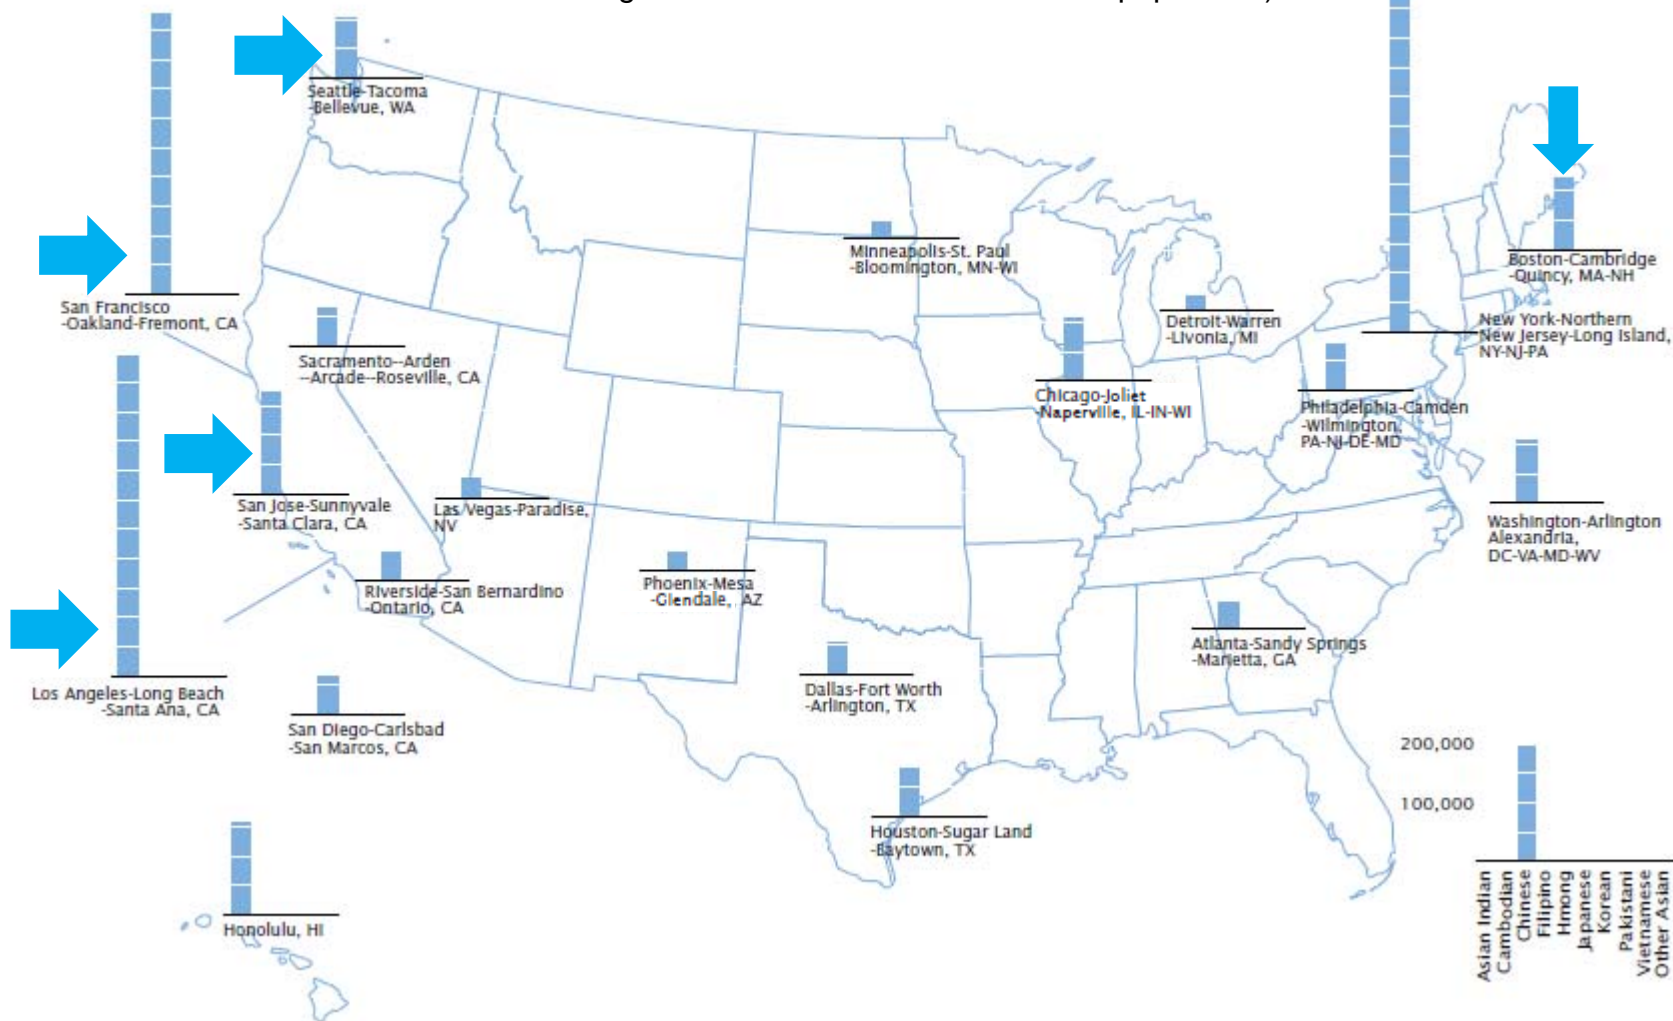 Seattle-Tacoma
-Bellevue, WA
San Francisco
-Oakland-Fremont, CA
Sacramento--Arden
--Arcade--Roseville, CA
Minneapolis-St. Paul
-Bloomington, MN-WI
Detroit-Warren
-Livonia, MI
Boston-Cambridge
-Quincy, MA-NH
New York-Northern
New Jersey-Long Island,
NY-NJ-PA
Chicago-Joliet
-Naperville, IL-IN-WI
Philadelphia-Camden
-Wilmington,
PA-NJ-DE-MD
San Jose-Sunnyvale
-Santa Clara, CA
Las Vegas-Paradise,
NV
Washington-Arlington
Alexandria,
DC-VA-MD-WV
Riverside-San Bernardino
-Ontario, CA
Phoenix-Mesa
-Glendale, AZ
Atlanta-Sandy Springs
-Marietta, GA
Los Angeles-Long Beach
-Santa Ana, CA
Dallas-Fort Worth
-Arlington, TX
San Diego-Carlsbad
-San Marcos, CA
Houston-Sugar Land
-Baytown, TX
Honolulu, HI
200,000
100,000
Asian Indian
Cambodian
Chinese
Filipino
Hmong
Japanese
Korean
Pakistani
Vietnamese
Other Asian